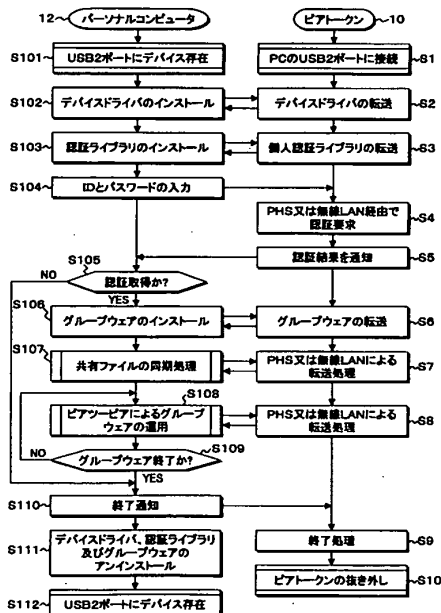 12
パーソナルコンピュータ
10
ピアトークン
S101
USB2ポートにデバイス存在
PCのUSB2ポートに接続
S1
S102
デバイスドライバのインストール
デバイスドライバの転送
S2
S103
認証ライブラリのインストール
個人認証ライブラリの転送
S3
S104
IDとパスワードの入力
PHS又は無線LAN経由で
認証要求
S4
認証結果を通知
S5
S105
NO
認証取得か?
YES
S106
グループウェアのインストール
グループウェアの転送
S6
S107
共有ファイルの同期処理
PHS又は無線LANによる
転送処理
S7
S108
ピアツーピアによるグループ
ウェアの運用
PHS又は無線LANによる
転送処理
S8
S109
NO
グループウェア終了か?
YES
S110
終了通知
S111
デバイスドライバ、認証ライブラリ
及びグループウェアの
アンインストール
終了処理
S9
S112
USB2ポートにデバイス存在
ピアトークンの抜き外し
S10